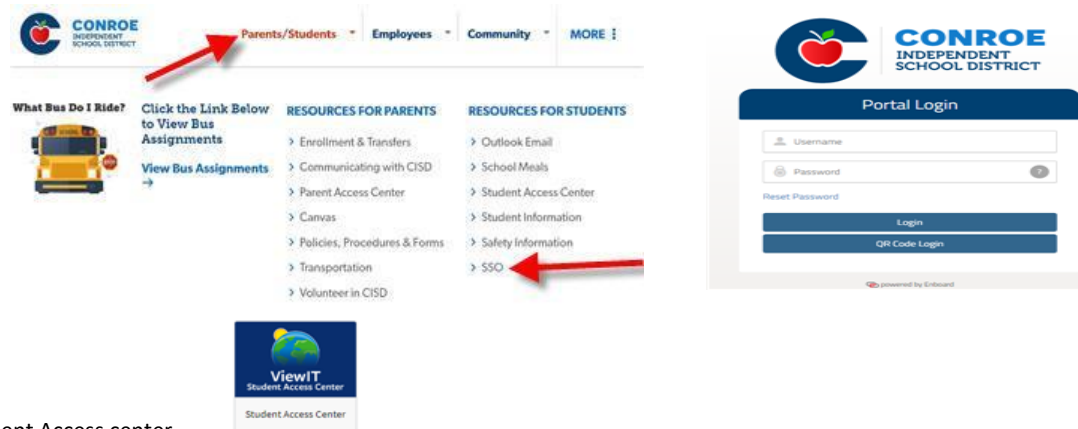 CONROE
INDEPENDENT
SCHOOL DISTRICT
Parents/Students
Employees
Community
MORE
What Bus Do I Ride?
SCHOOL
Click the Link Below
to View Bus
Assignments
View Bus Assignments
→
RESOURCES FOR PARENTS
> Enrollment & Transfers
> Communicating with CISD
> Parent Access Center
> Canvas
> Policies, Procedures & Forms
> Transportation
> Volunteer in CISD
RESOURCES FOR STUDENTS
> Outlook Email
> School Meals
> Student Access Center
> Student Information
> Safety Information
> SSO
CONROE
INDEPENDENT
SCHOOL DISTRICT
Portal Login
Username
Password
?
Reset Password
Login
QR Code Login
powered by Enboard
ViewIT
Student Access Center
Student Access Center
ent Access center